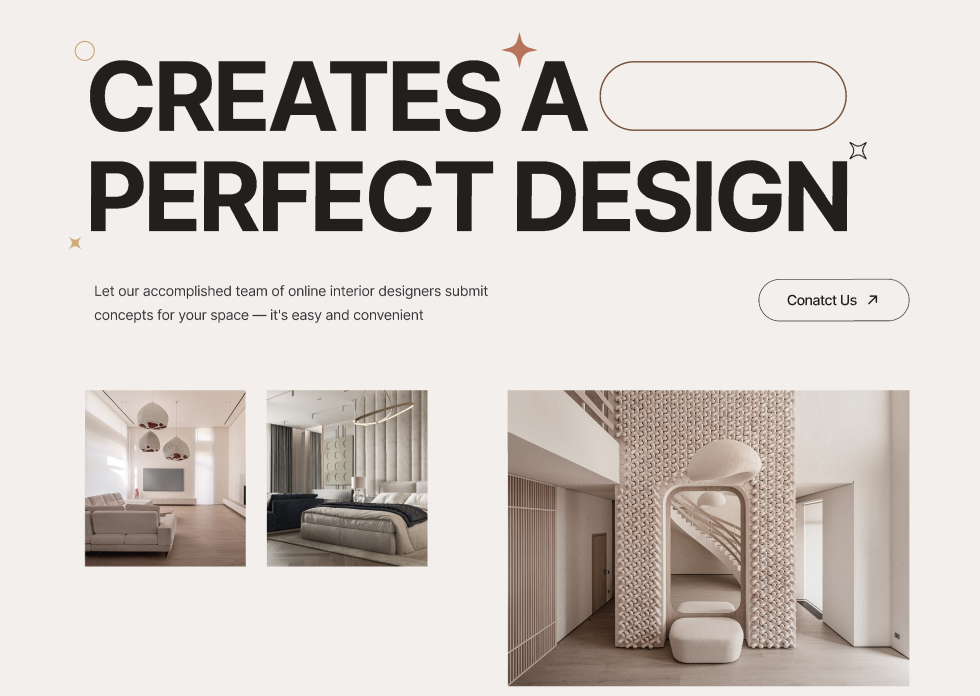 CREATES A
PERFECT DESIGN
Let our accomplished team of online interior designers submit
concepts for your space — it's easy and convenient
Conatct Us